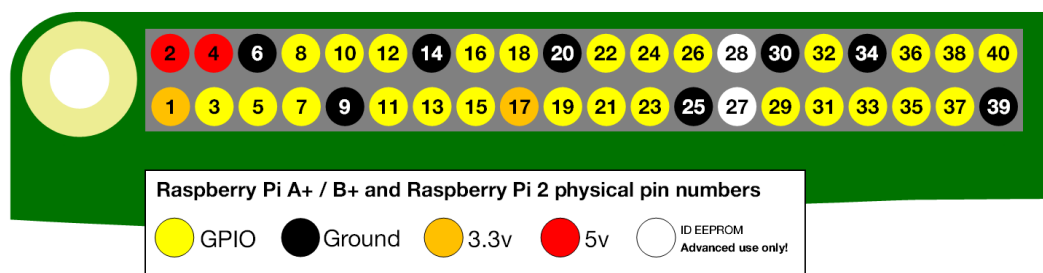 2 4 6 8 10 12 14 16 18 20 22 24 26 28 30 32 34 36 38 40
1 3 5 7 9 11 13 15 17 19 21 23 25 27 29 31 33 35 37 39
Raspberry Pi A+ / B+ and Raspberry Pi 2 physical pin numbers
GPIO Ground 3.3v 5v ID EEPROM
Advanced use only!